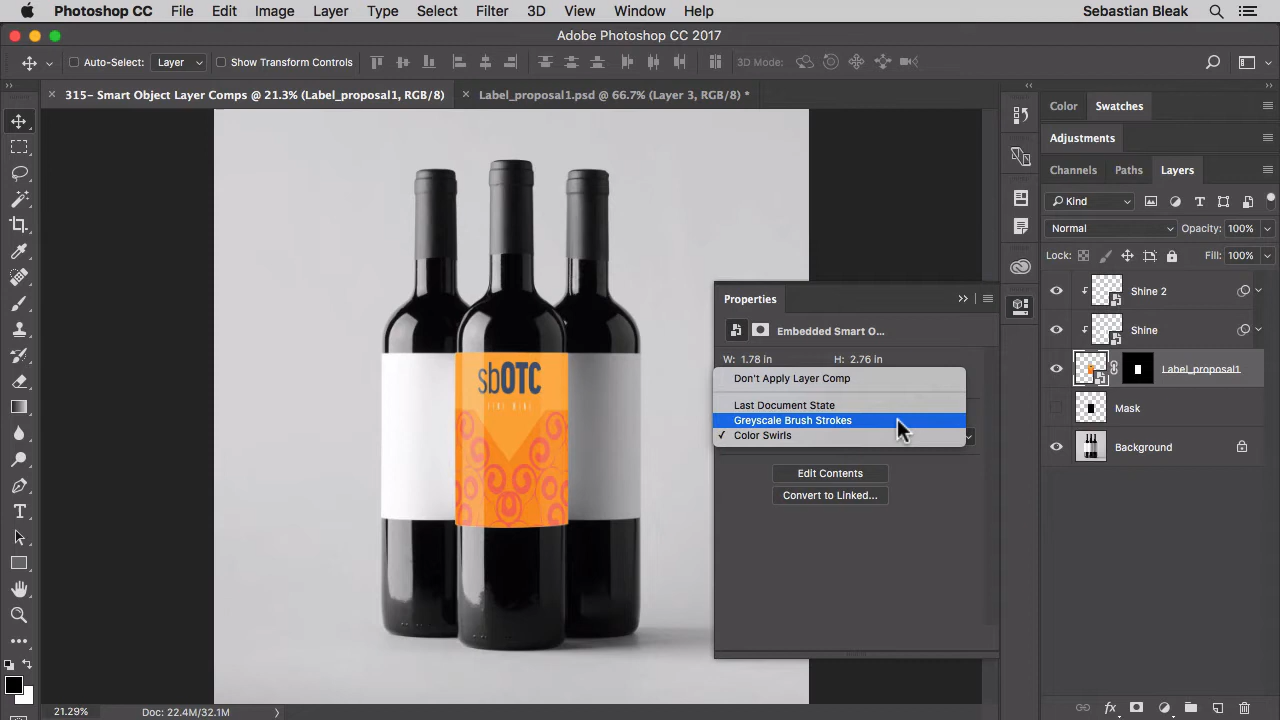 Photoshop CC File Edit Image Layer Type Select Filter 3D View Window Help Sebastian Bleak
Adobe Photoshop CC 2017
Auto-Select: Layer Show Transform Controls 3D Mode:
315– Smart Object Layer Comps @ 21.3% (Label_proposal1, RGB/8) Label_proposal1.psd @ 66.7% (Layer 3, RGB/8) *
Color Swatches
Adjustments
Channels Paths Layers
Kind
Normal Opacity: 100%
Lock: Fill: 100%
Shine 2
Shine
Label_proposal1
Mask
Background
Properties
Embedded Smart O...
W: 1.78 in H: 2.76 in
Don't Apply Layer Comp
Last Document State
Greyscale Brush Strokes
✓ Color Swirls
Edit Contents
Convert to Linked...
sbOTC
FINE WINE
21.29% Doc: 22.4M/32.1M